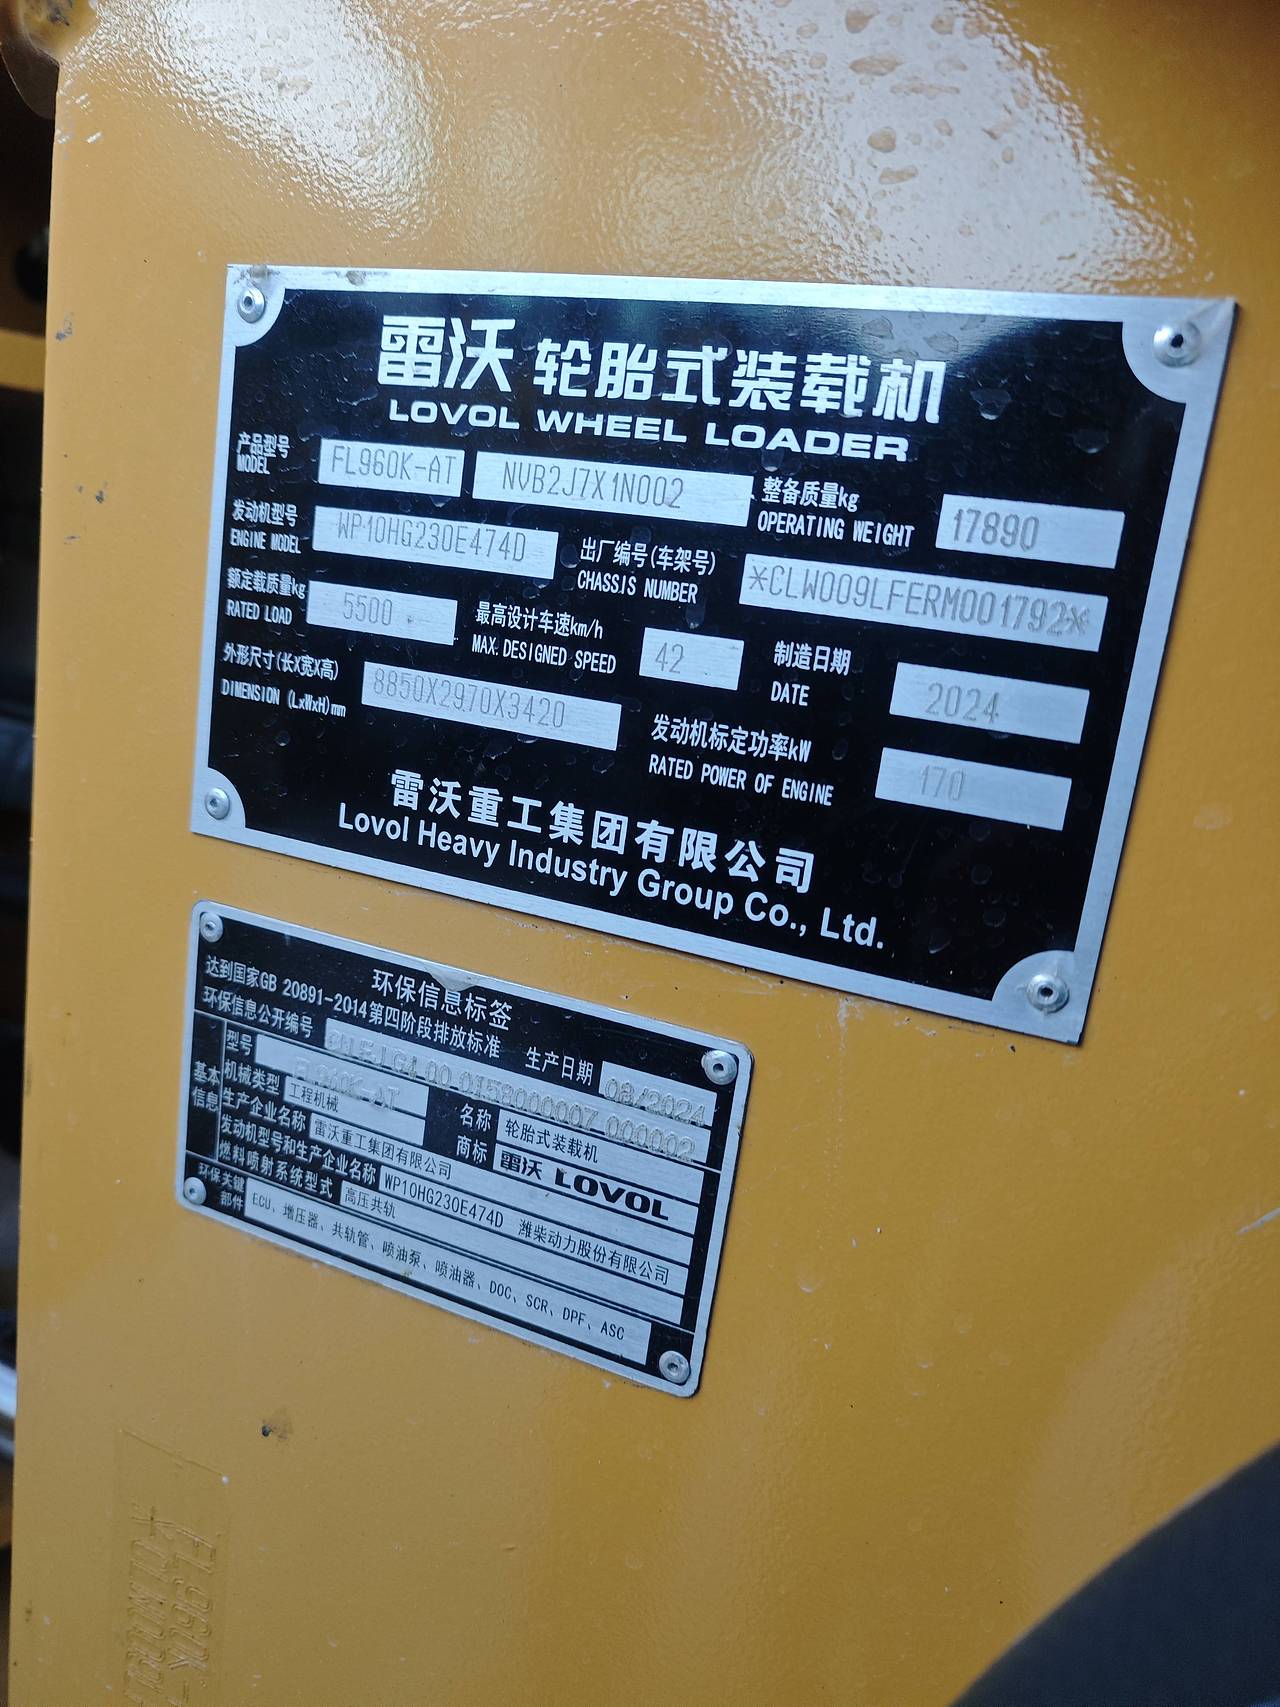 雷沃 轮胎式装载机
LOVOL WHEEL LOADER
产品型号 FL960K-AT NVB2J7X1N002 整备质量kg 17890
MODEL OPERATING WEIGHT
发动机型号 WP10HG230E474D 出厂编号(车架号) *CLW009LFERM001792*
ENGINE MODEL CHASSIS NUMBER
额定载质量kg 5500 最高设计车速km/h 42 制造日期 2024
RATED LOAD MAX. DESIGNED SPEED DATE
外形尺寸(长X宽X高) 8850X2970X3420 发动机标定功率kW 170
DIMENSION (LxWxH)mm RATED POWER OF ENGINE
雷沃重工集团有限公司
Lovol Heavy Industry Group Co., Ltd.
环保信息标签
达到国家GB 20891-2014第四阶段排放标准 生产日期 08/2024
环保信息公开编号 000002
基本信息
型号 FL960K-AT 名称 轮胎式装载机
机械类型 工程机械 商标 雷沃 LOVOL
生产企业名称 雷沃重工集团有限公司
发动机型号和生产企业名称 WP10HG230E474D 潍柴动力股份有限公司
燃料喷射系统型式 高压共轨
环保关键部件 ECU、增压器、共轨管、喷油泵、喷油器、DOC、SCR、DPF、ASC
FL960K-